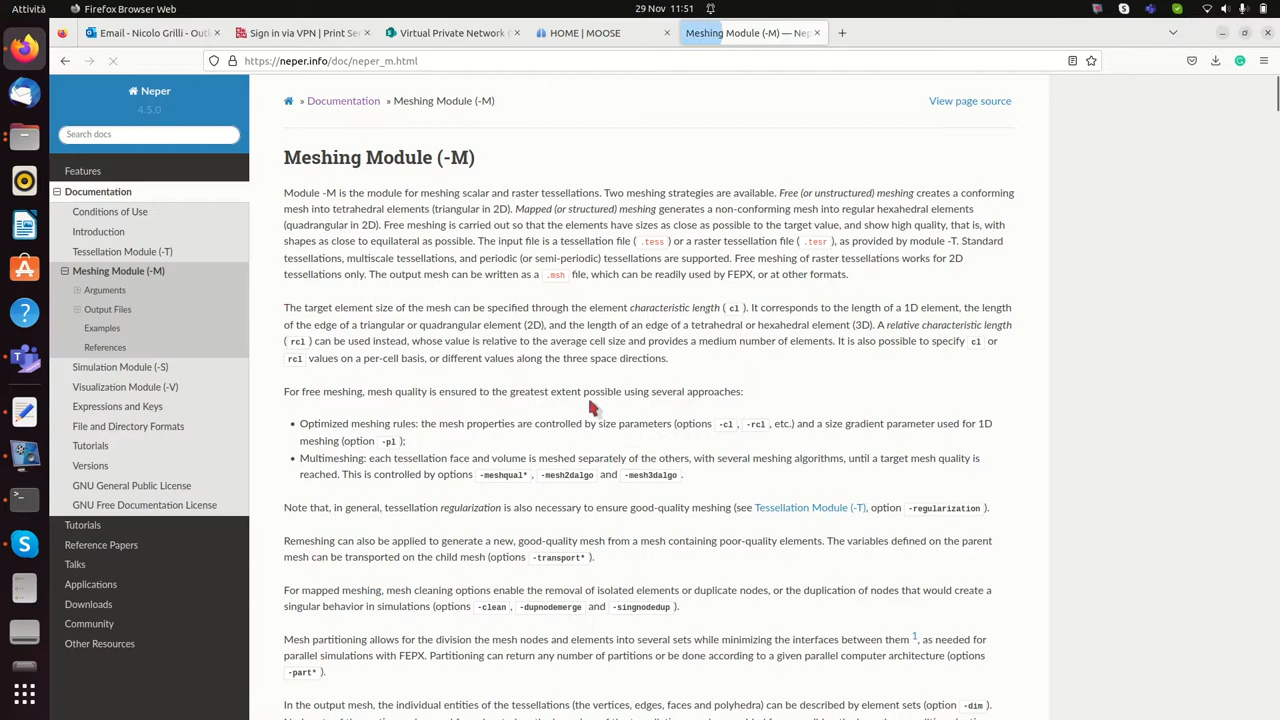 Attività
Firefox Web Browser
29 Nov 11:51
Email - Nicolo Grilli - Out
Sign in via VPN | Print Se
Virtual Private Network (
HOME | MOOSE
Meshing Module (-M) — Nep
https://neper.info/doc/neper_m.html
Neper
4.5.0
Search docs
Features
Documentation
Conditions of Use
Introduction
Tessellation Module (-T)
Meshing Module (-M)
Arguments
Output Files
Examples
References
Simulation Module (-S)
Visualization Module (-V)
Expressions and Keys
File and Directory Formats
Tutorials
Versions
GNU General Public License
GNU Free Documentation License
Tutorials
Reference Papers
Talks
Applications
Downloads
Community
Other Resources
» Documentation » Meshing Module (-M)
View page source
Meshing Module (-M)
Module -M is the module for meshing scalar and raster tessellations. Two meshing strategies are available. Free (or unstructured) meshing creates a conforming
mesh into tetrahedral elements (triangular in 2D). Mapped (or structured) meshing generates a non-conforming mesh into regular hexahedral elements
(quadrangular in 2D). Free meshing is carried out so that the elements have sizes as close as possible to the target value, and show high quality, that is, with
shapes as close to equilateral as possible. The input file is a tessellation file ( .tess ) or a raster tessellation file ( .tesr ), as provided by module -T. Standard
tessellations, multiscale tessellations, and periodic (or semi-periodic) tessellations are supported. Free meshing of raster tessellations works for 2D
tessellations only. The output mesh can be written as a .msh file, which can be readily used by FEPX, or at other formats.
The target element size of the mesh can be specified through the element characteristic length ( cl ). It corresponds to the length of a 1D element, the length
of the edge of a triangular or quadrangular element (2D), and the length of an edge of a tetrahedral or hexahedral element (3D). A relative characteristic length
( rcl ) can be used instead, whose value is relative to the average cell size and provides a medium number of elements. It is also possible to specify cl or
rcl values on a per-cell basis, or different values along the three space directions.
For free meshing, mesh quality is ensured to the greatest extent possible using several approaches:
• Optimized meshing rules: the mesh properties are controlled by size parameters (options -cl , -rcl , etc.) and a size gradient parameter used for 1D
meshing (option -pl );
• Multimeshing: each tessellation face and volume is meshed separately of the others, with several meshing algorithms, until a target mesh quality is
reached. This is controlled by options -meshqual* , -mesh2dalgo and -mesh3dalgo .
Note that, in general, tessellation regularization is also necessary to ensure good-quality meshing (see Tessellation Module (-T), option -regularization ).
Remeshing can also be applied to generate a new, good-quality mesh from a mesh containing poor-quality elements. The variables defined on the parent
mesh can be transported on the child mesh (options -transport* ).
For mapped meshing, mesh cleaning options enable the removal of isolated elements or duplicate nodes, or the duplication of nodes that would create a
singular behavior in simulations (options -clean , -dupnodemerge and -singnodedup ).
Mesh partitioning allows for the division the mesh nodes and elements into several sets while minimizing the interfaces between them 1, as needed for
parallel simulations with FEPX. Partitioning can return any number of partitions or be done according to a given parallel computer architecture (options
-part* ).
In the output mesh, the individual entities of the tessellations (the vertices, edges, faces and polyhedra) can be described by element sets (option -dim